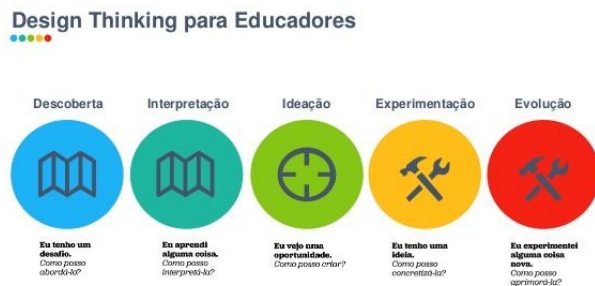 Design Thinking para Educadores
Descoberta
Interpretação
Ideação
Experimentação
Evolução
Eu tenho um
desafio.
Como posso
abordá-la?
Eu aprendi
alguma coisa.
Como posso
interpretá-la?
Eu vejo uma
oportunidade.
Como posso criar?
Eu tenho uma
ideia.
Como posso
concretizá-la?
Eu experimentei
alguma coisa
nova.
Como posso
aprimorá-la?